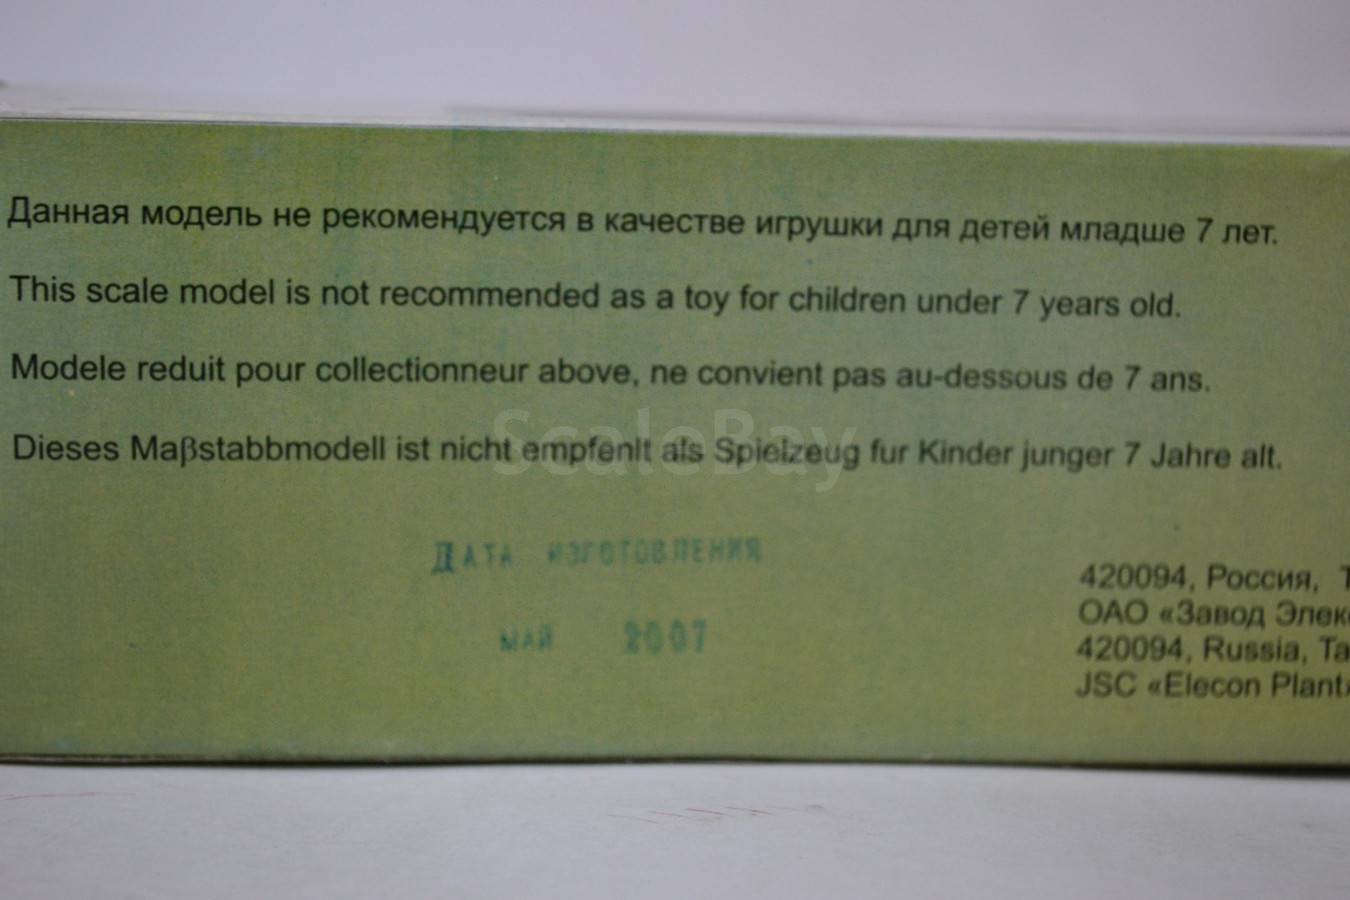 Данная модель не рекомендуется в качестве игрушки для детей младше 7 лет.
This scale model is not recommended as a toy for children under 7 years old.
Modele reduit pour collectionneur above, ne convient pas au-dessous de 7 ans.
Dieses Maβstabbmodell ist nicht empfenlt als Spielzeug fur Kinder junger 7 Jahre alt.
ScaleBay
ДАТА ИЗГОТОВЛЕНИЯ
МАЙ 2007
420094, Россия,
ОАО «Завод Элек
420094, Russia, Ta
JSC «Elecon Plant»